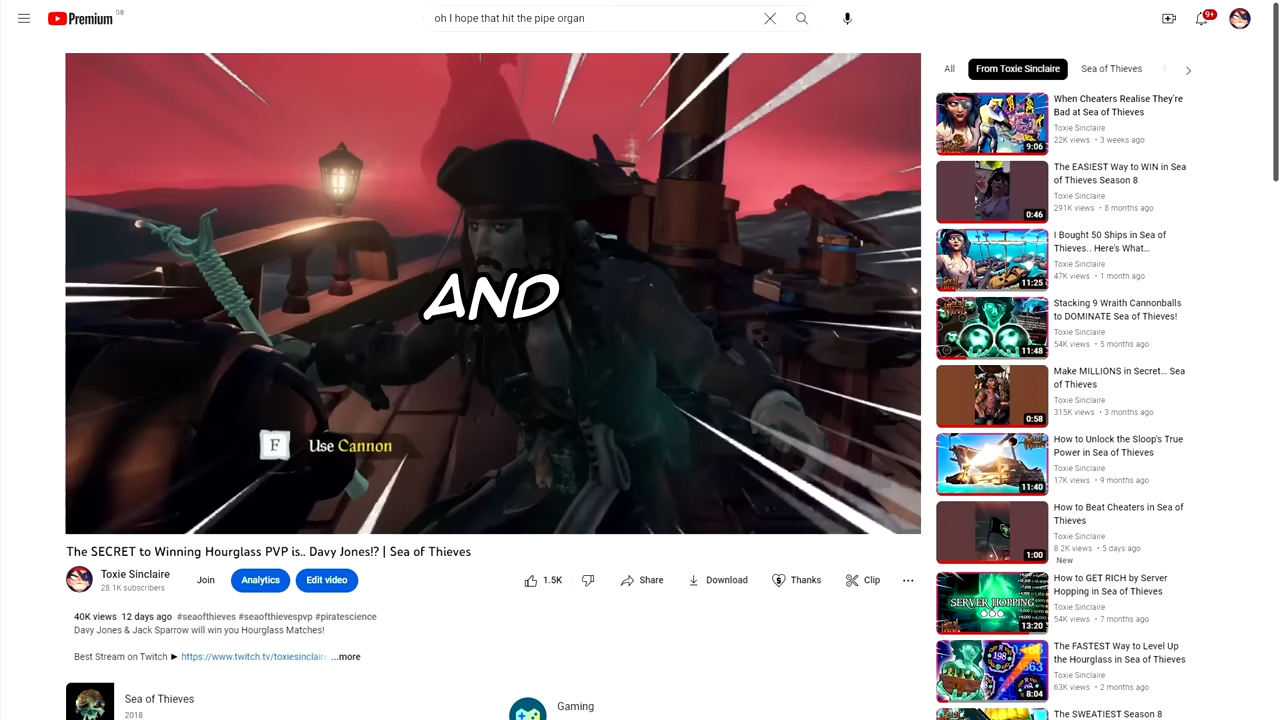 Premium GB
oh I hope that hit the pipe organ
9+
AND
F Use Cannon
The SECRET to Winning Hourglass PVP is.. Davy Jones!? | Sea of Thieves
Toxie Sinclaire
28.1K subscribers
Join
Analytics
Edit video
1.5K
Share
Download
Thanks
Clip
40K views 12 days ago #seaofthieves #seaofthievespvp #piratescience
Davy Jones & Jack Sparrow will win you Hourglass Matches!
Best Stream on Twitch ► https://www.twitch.tv/toxiesinclaire ...more
Sea of Thieves
2018
Gaming
All
From Toxie Sinclaire
Sea of Thieves
9:06
When Cheaters Realise They're
Bad at Sea of Thieves
Toxie Sinclaire
22K views • 3 weeks ago
0:46
The EASIEST Way to WIN in Sea
of Thieves Season 8
Toxie Sinclaire
291K views • 8 months ago
11:25
I Bought 50 Ships in Sea of
Thieves.. Here's What...
Toxie Sinclaire
47K views • 1 month ago
11:48
Stacking 9 Wraith Cannonballs
to DOMINATE Sea of Thieves!
Toxie Sinclaire
54K views • 5 months ago
0:58
Make MILLIONS in Secret... Sea
of Thieves
Toxie Sinclaire
315K views • 3 months ago
11:40
How to Unlock the Sloop's True
Power in Sea of Thieves
Toxie Sinclaire
17K views • 9 months ago
1:00
How to Beat Cheaters in Sea of
Thieves
Toxie Sinclaire
8.2K views • 5 days ago
New
SERVER HOPPING
13:20
How to GET RICH by Server
Hopping in Sea of Thieves
Toxie Sinclaire
54K views • 7 months ago
198
8:04
The FASTEST Way to Level Up
the Hourglass in Sea of Thieves
Toxie Sinclaire
63K views • 2 months ago
The SWEATIEST Season 8